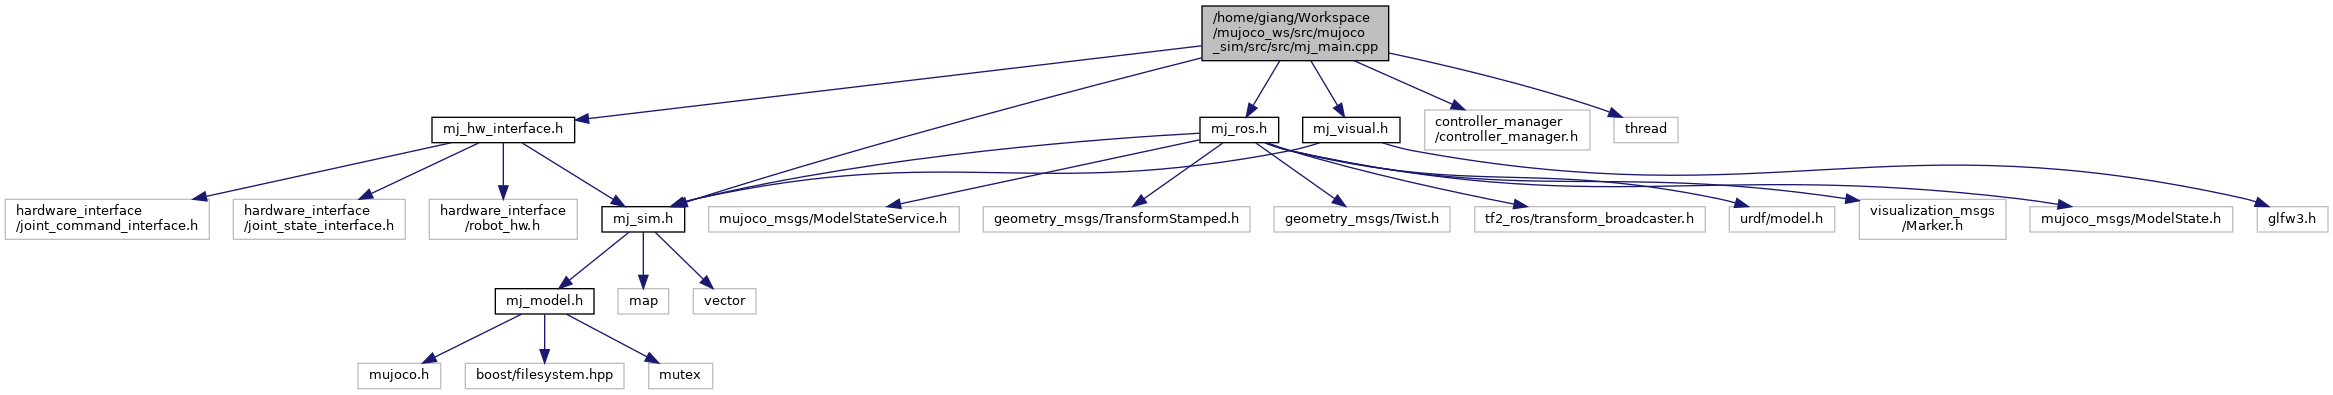 /home/giang/Workspace
/mujoco_ws/src/mujoco
_sim/src/src/mj_main.cpp
mj_hw_interface.h
mj_ros.h
mj_visual.h
controller_manager
/controller_manager.h
thread
hardware_interface
/joint_command_interface.h
hardware_interface
/joint_state_interface.h
hardware_interface
/robot_hw.h
mj_sim.h
mujoco_msgs/ModelStateService.h
geometry_msgs/TransformStamped.h
geometry_msgs/Twist.h
tf2_ros/transform_broadcaster.h
urdf/model.h
visualization_msgs
/Marker.h
mujoco_msgs/ModelState.h
glfw3.h
mj_model.h
map
vector
mujoco.h
boost/filesystem.hpp
mutex